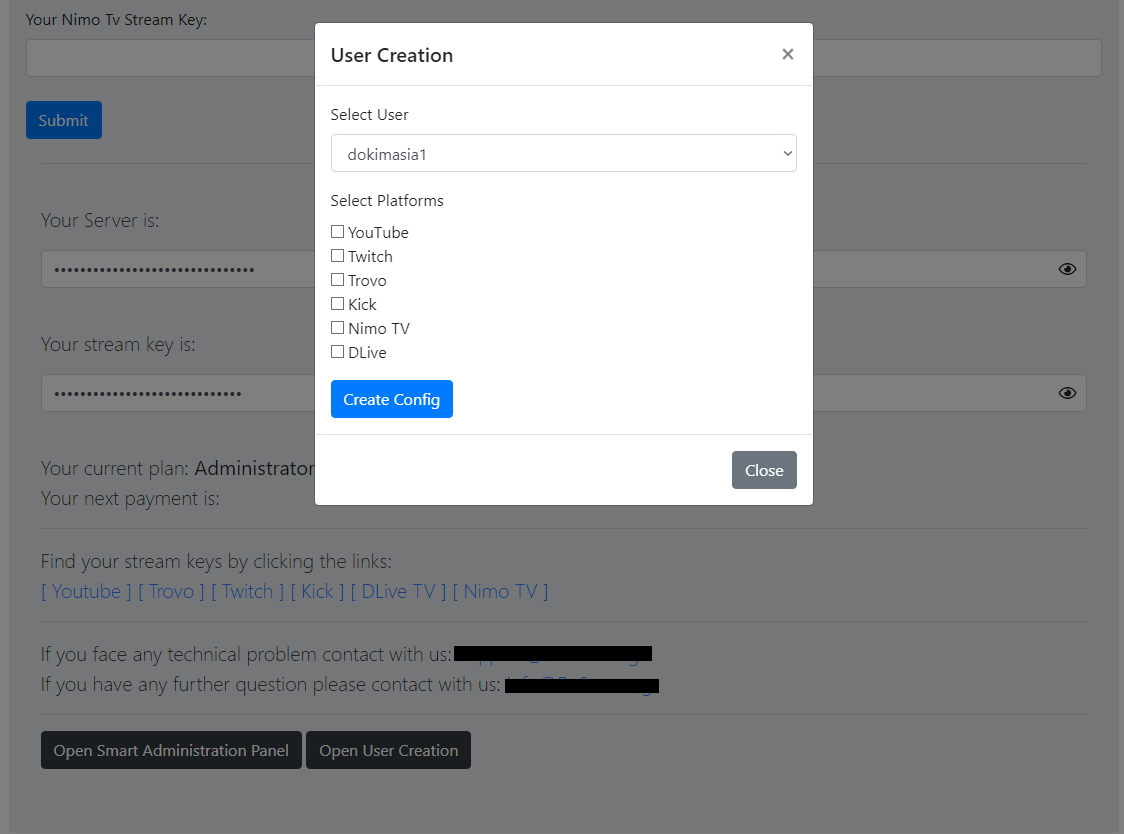 Your Nimo Tv Stream Key:
Submit
User Creation
×
Select User
dokimasia1
Select Platforms
YouTube
Twitch
Trovo
Kick
Nimo TV
DLive
Create Config
Close
Your Server is:
•••••••••••••••••••••••••••••••
Your stream key is:
•••••••••••••••••••••••••••••
Your current plan: Administrator
Your next payment is:
Find your stream keys by clicking the links:
[ Youtube ] [ Trovo ] [ Twitch ] [ Kick ] [ DLive TV ] [ Nimo TV ]
If you face any technical problem contact with us:
If you have any further question please contact with us:
Open Smart Administration Panel
Open User Creation